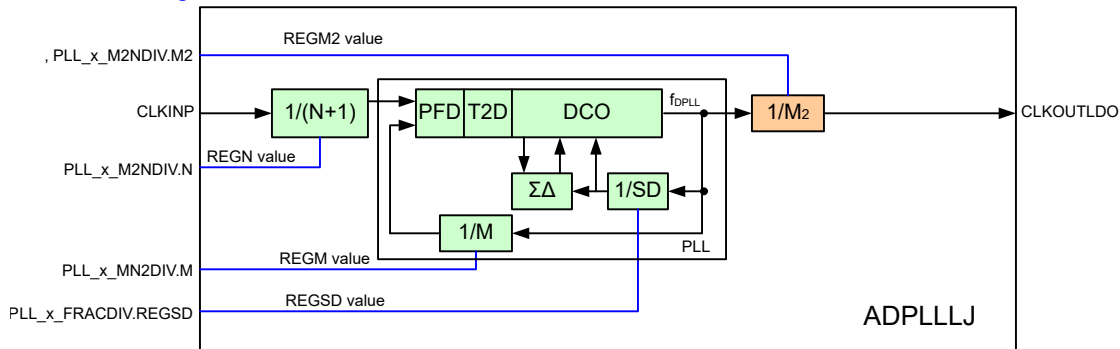 REGM2 value
, PLL_x_M2NDIV.M2
CLKINP
1/(N+1)
PFD
T2D
DCO
fDPLL
1/M2
CLKOUTLDO
REGN value
PLL_x_M2NDIV.N
ΣΔ
1/SD
1/M
PLL
REGM value
PLL_x_MN2DIV.M
REGSD value
PLL_x_FRACDIV.REGSD
ADPLLLJ